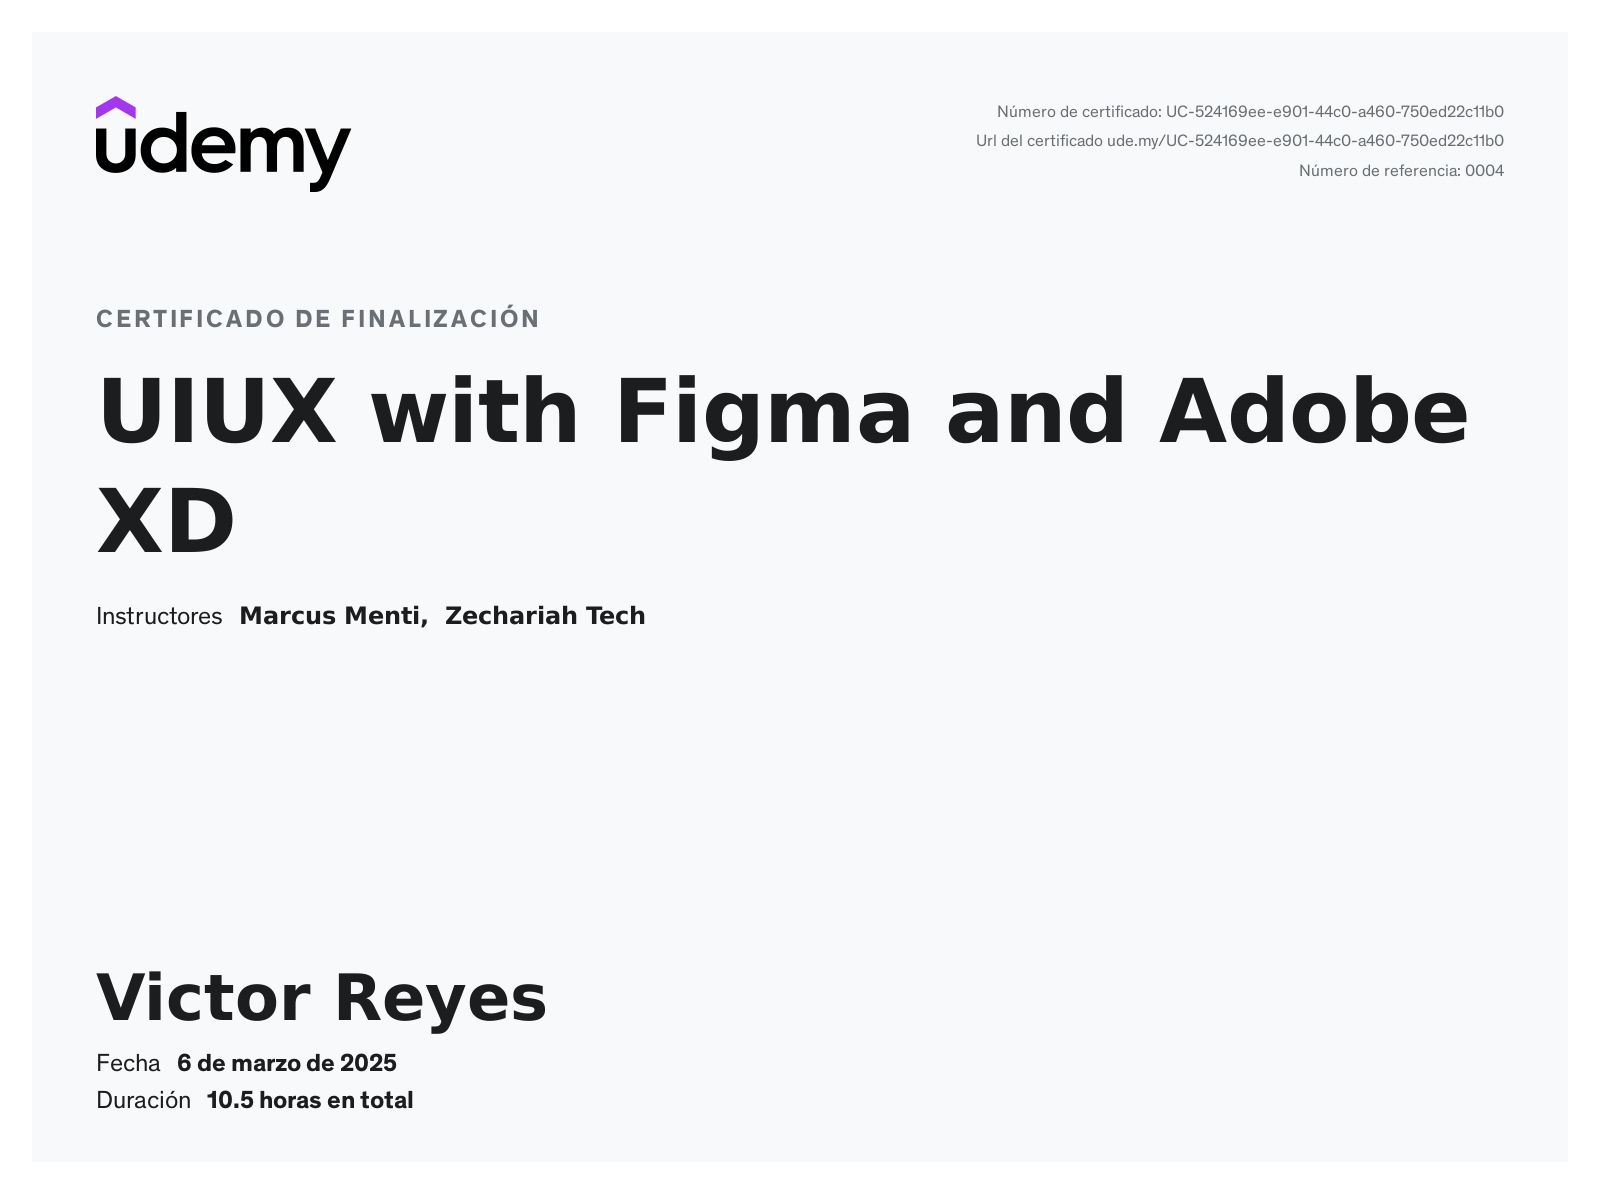 udemy
Número de certificado: UC-524169ee-e901-44c0-a460-750ed22c11b0
Url del certificado ude.my/UC-524169ee-e901-44c0-a460-750ed22c11b0
Número de referencia: 0004
CERTIFICADO DE FINALIZACIÓN
UIUX with Figma and Adobe
XD
Instructores Marcus Menti, Zechariah Tech
Victor Reyes
Fecha 6 de marzo de 2025
Duración 10.5 horas en total